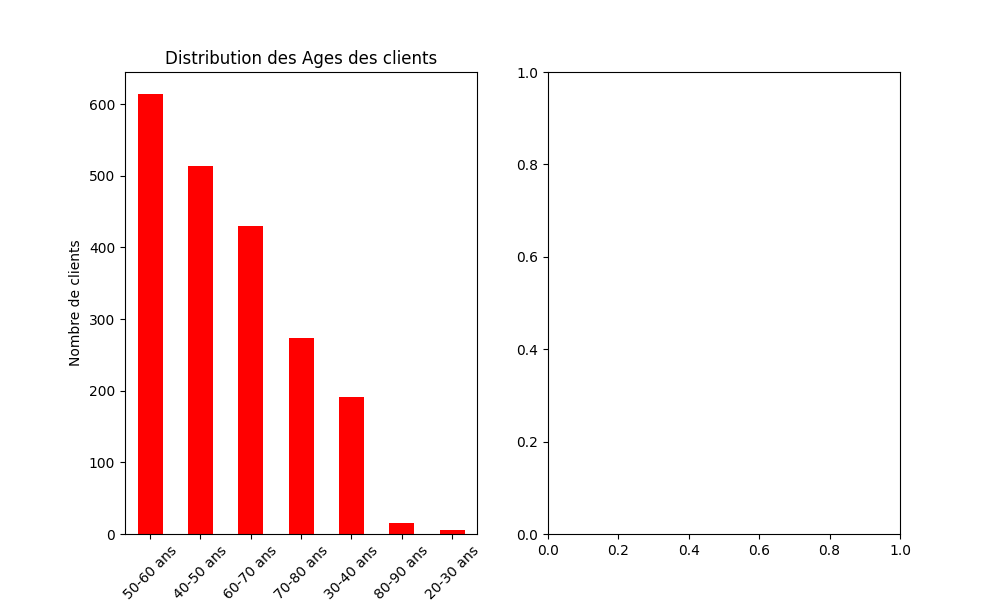 Distribution des Ages des clients
Nombre de clients
600
500
400
300
200
100
0
50-60 ans
40-50 ans
60-70 ans
70-80 ans
30-40 ans
80-90 ans
20-30 ans
1.0
0.8
0.6
0.4
0.2
0.0
0.0 0.2 0.4 0.6 0.8 1.0